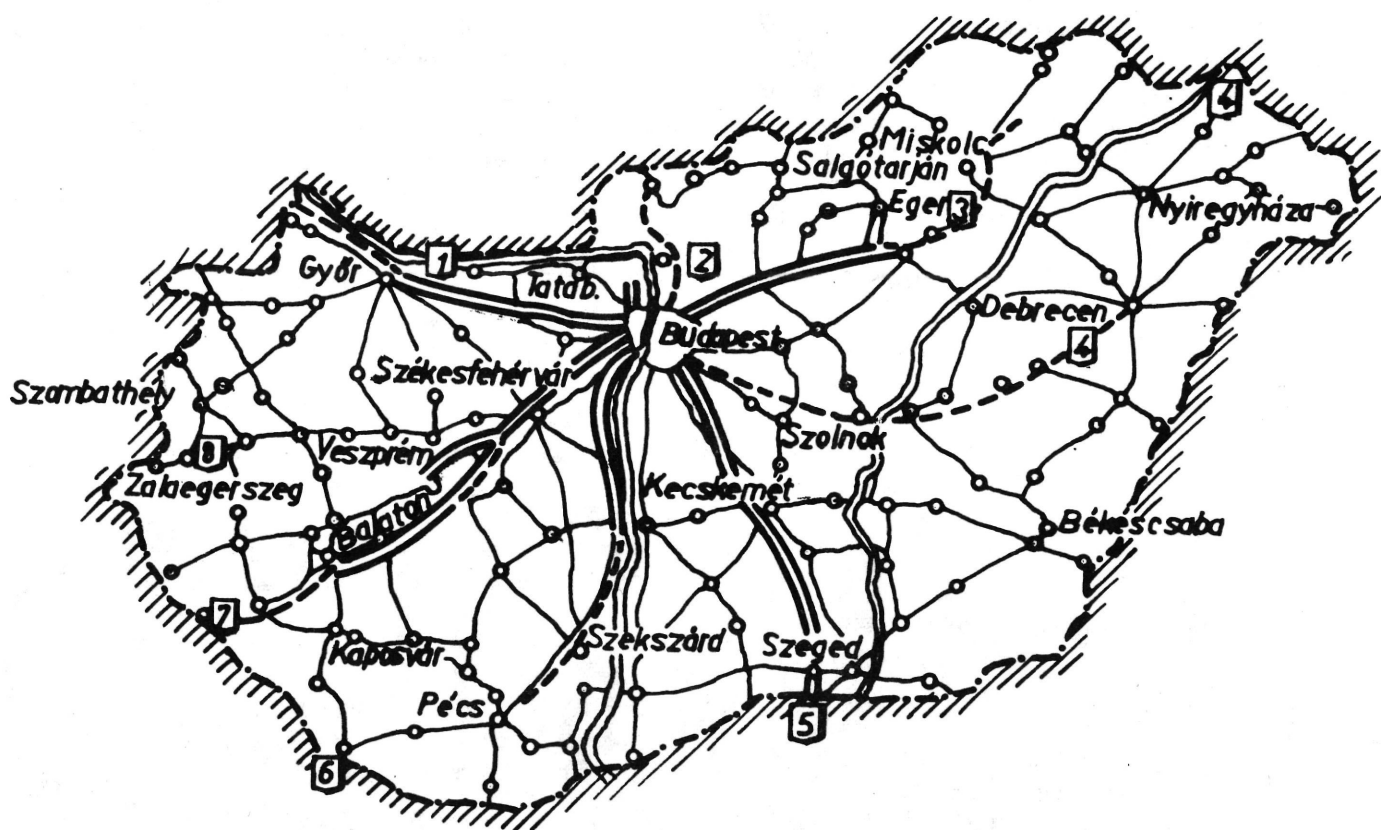 4
Miskolc
Salgótarján
Eger
3
Nyiregyháza
1
2
Győr
Tatab.
Budapest
Debrecen
4
Székesfehérvár
Szombathely
8
Veszprém
Szolnok
Zalaegerszeg
Kecskemét
Balaton
Békéscsaba
7
Szekszárd
Szeged
Kaposvár
Pécs
5
6